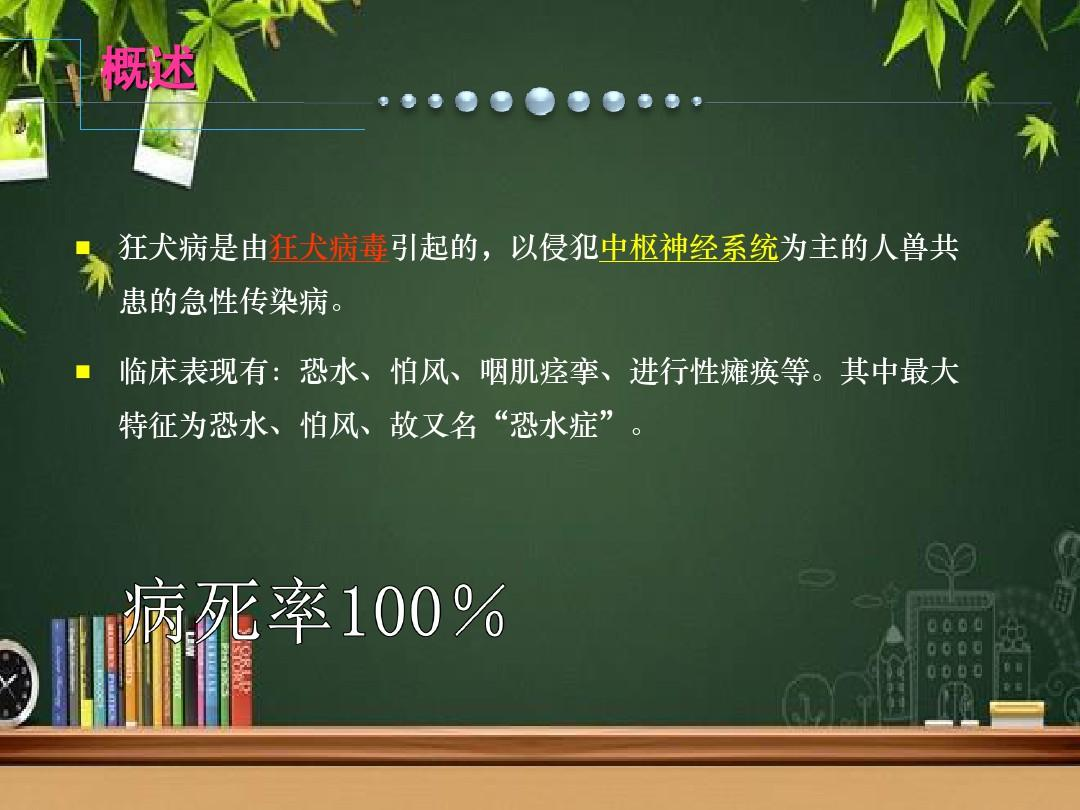 概述
狂犬病是由狂犬病毒引起的，以侵犯中枢神经系统为主的人兽共
患的急性传染病。
临床表现有：恐水、怕风、咽肌痉挛、进行性瘫痪等。其中最大
特征为恐水、怕风、故又名“恐水症”。
病死率100%